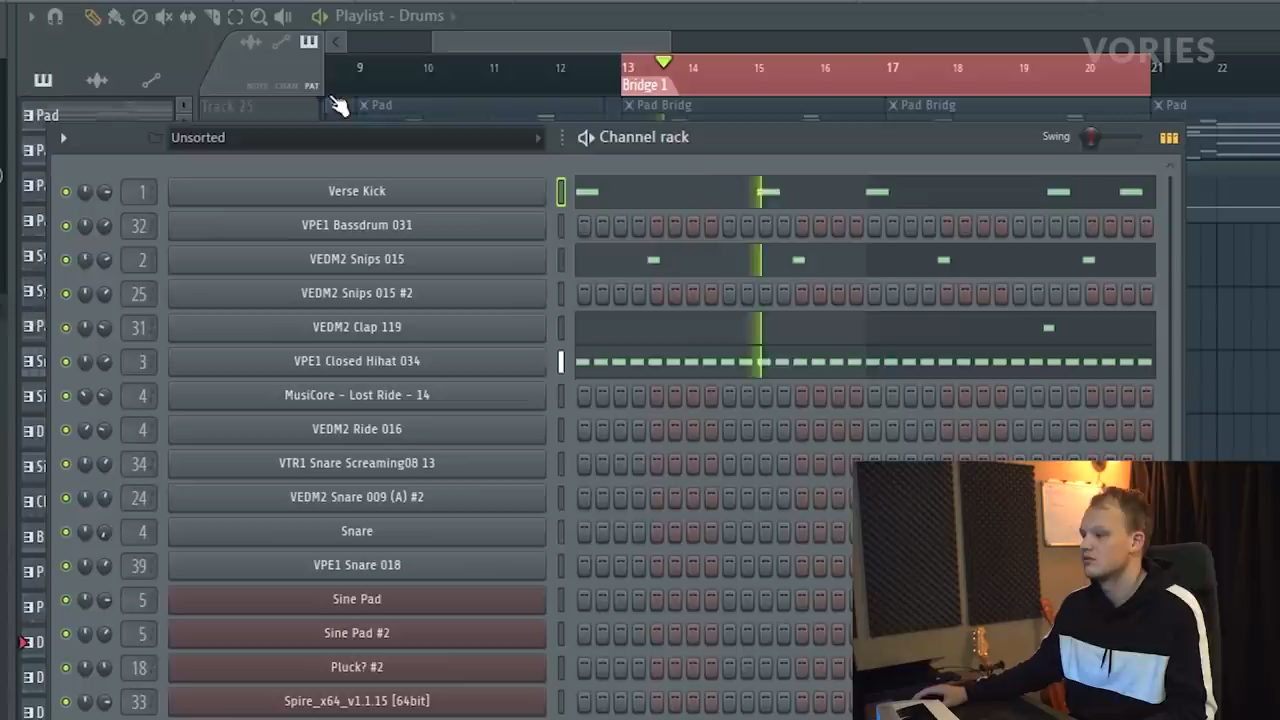 Playlist - Drums
VORIES
9 10 11 12 13 14 15 16 17 18 19 20 21 22
NOTE CHAN PAT
Bridge 1
Pad
Track 25
Pad
Pad Bridg
Pad Bridg
Pad
Unsorted
Channel rack
Swing
1 Verse Kick
32 VPE1 Bassdrum 031
2 VEDM2 Snips 015
25 VEDM2 Snips 015 #2
31 VEDM2 Clap 119
3 VPE1 Closed Hihat 034
4 MusiCore - Lost Ride - 14
4 VEDM2 Ride 016
34 VTR1 Snare Screaming08 13
24 VEDM2 Snare 009 (A) #2
4 Snare
39 VPE1 Snare 018
5 Sine Pad
5 Sine Pad #2
18 Pluck? #2
33 Spire_x64_v1.1.15 [64bit]